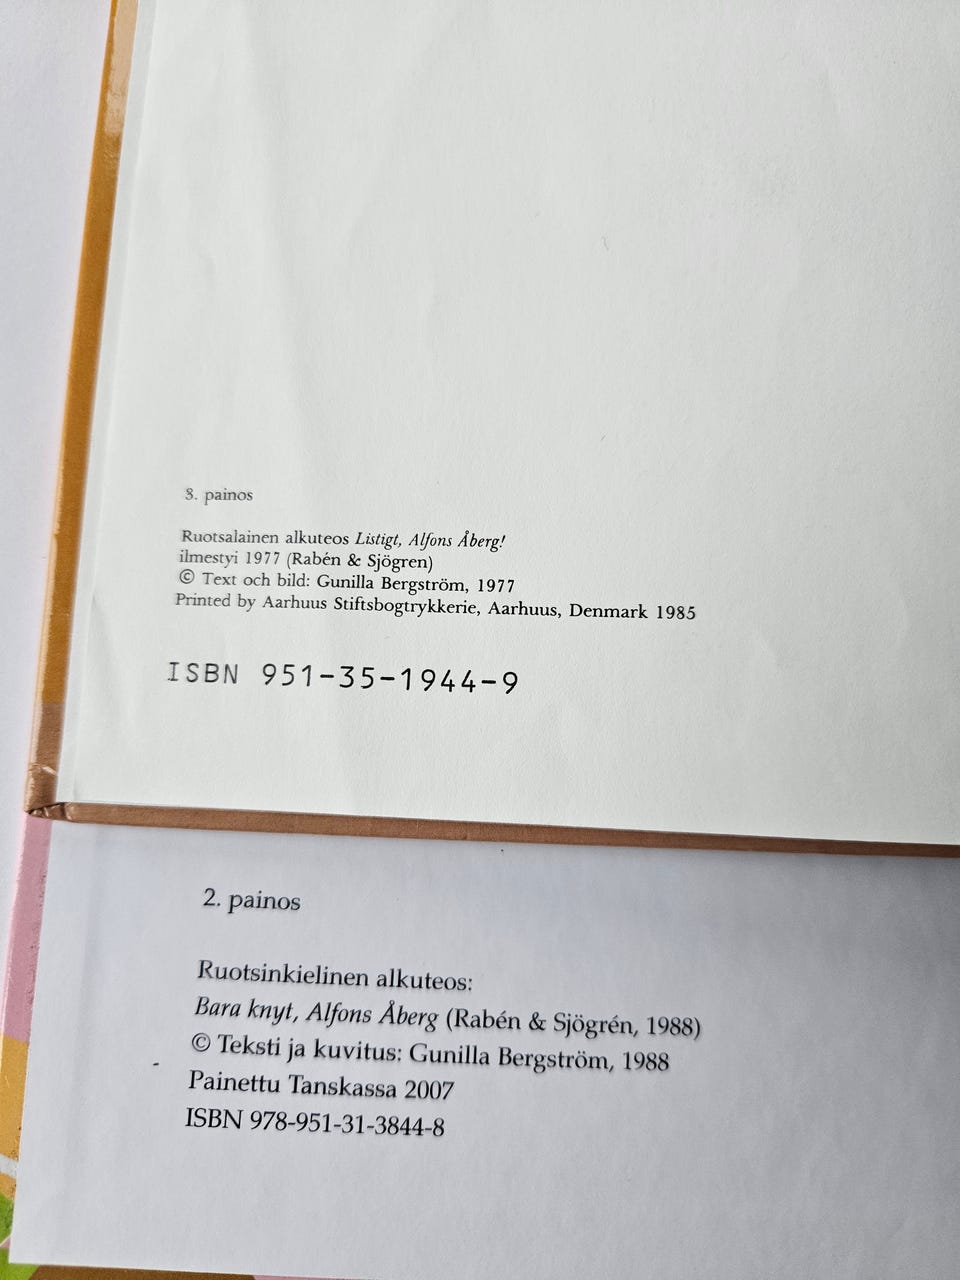 3. painos
Ruotsalainen alkuteos Listigt, Alfons Åberg!
ilmestyi 1977 (Rabén & Sjögren)
© Text och bild: Gunilla Bergström, 1977
Printed by Aarhuus Stiftsbogtrykkerie, Aarhuus, Denmark 1985
ISBN 951-35-1944-9
2. painos
Ruotsinkielinen alkuteos:
Bara knyt, Alfons Åberg (Rabén & Sjögrén, 1988)
© Teksti ja kuvitus: Gunilla Bergström, 1988
Painettu Tanskassa 2007
ISBN 978-951-31-3844-8